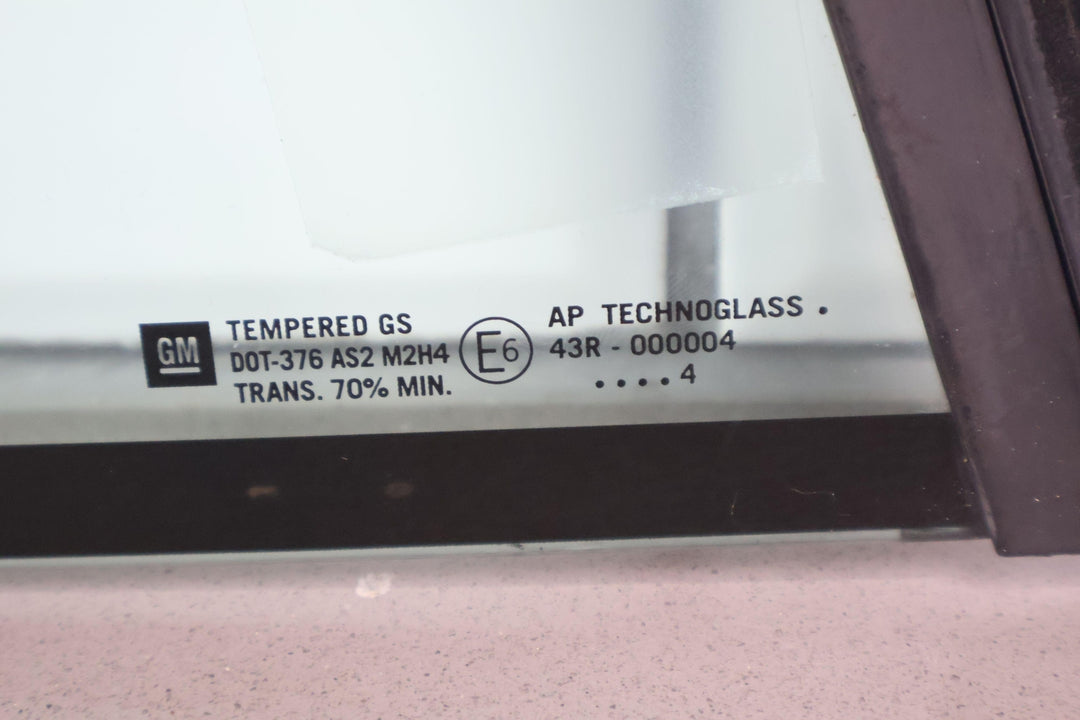 GM
TEMPERED GS
DOT-376 AS2 M2H4
TRANS. 70% MIN.
E6
AP TECHNOGLASS .
43R - 000004
. . . . 4